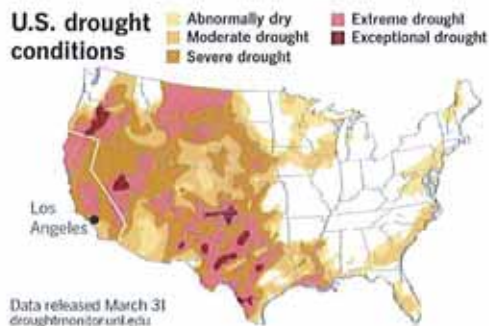 U.S. drought
conditions
Abnormally dry
Moderate drought
Severe drought
Extreme drought
Exceptional drought
Los
Angeles
Data released March 31
droughtmonitor.unl.edu